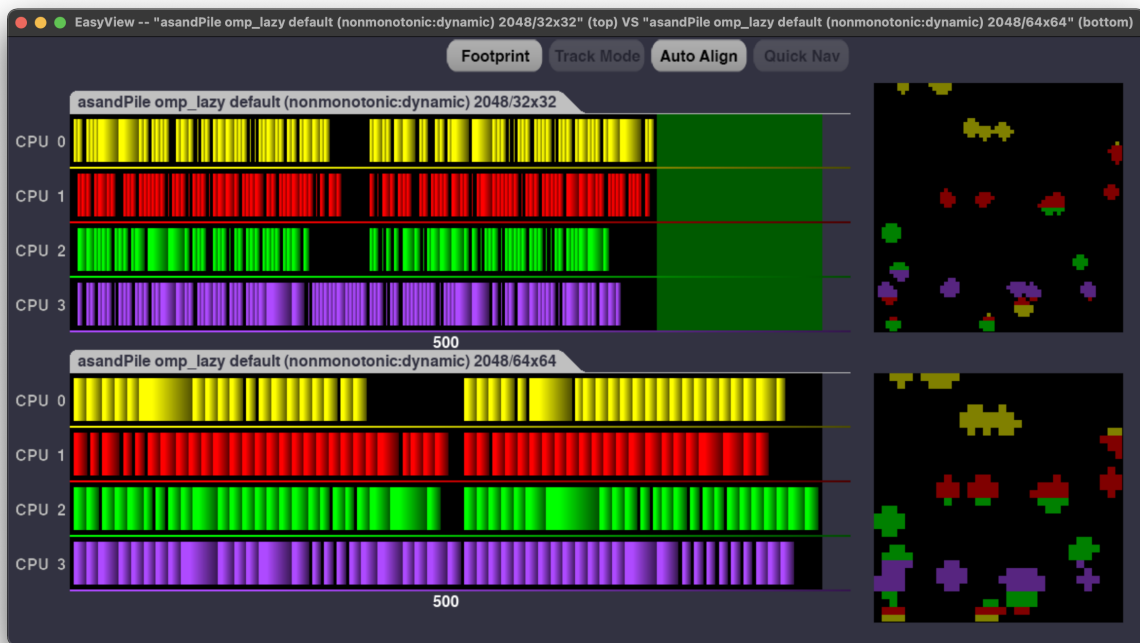 EasyView -- "asandPile omp_lazy default (nonmonotonic:dynamic) 2048/32x32" (top) VS "asandPile omp_lazy default (nonmonotonic:dynamic) 2048/64x64" (bottom)
Footprint Track Mode Auto Align Quick Nav
asandPile omp_lazy default (nonmonotonic:dynamic) 2048/32x32
CPU 0
CPU 1
CPU 2
CPU 3
500
asandPile omp_lazy default (nonmonotonic:dynamic) 2048/64x64
CPU 0
CPU 1
CPU 2
CPU 3
500